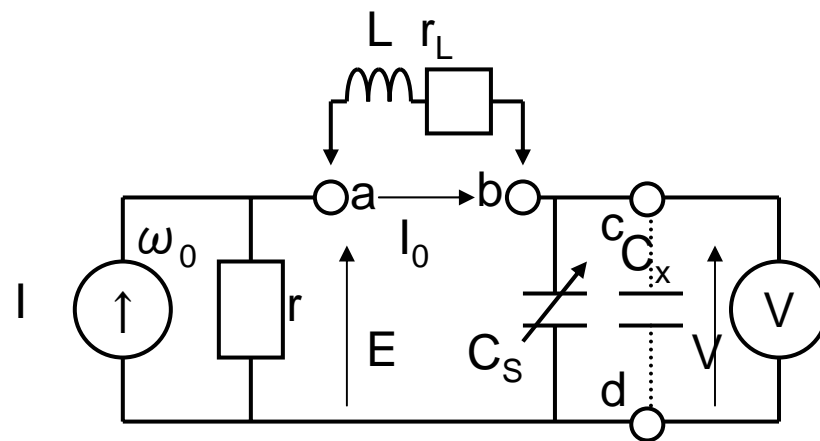 L r_L
a b
I_0
ω_0
c
C_x
I ↑ r E C_S V V
d